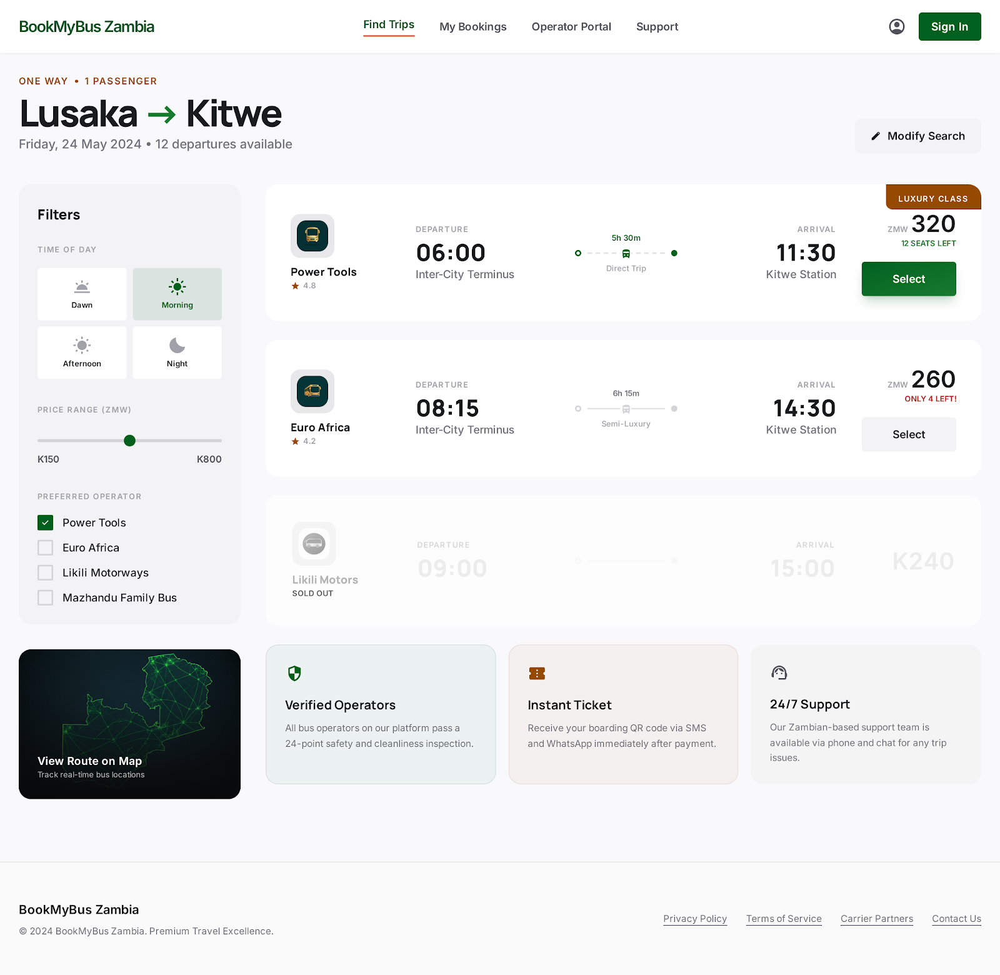 BookMyBus Zambia
Find Trips
My Bookings
Operator Portal
Support
Sign In
ONE WAY • 1 PASSENGER
Lusaka → Kitwe
Friday, 24 May 2024 • 12 departures available
Modify Search
Filters
TIME OF DAY
Dawn
Morning
Afternoon
Night
PRICE RANGE (ZMW)
K150
K800
PREFERRED OPERATOR
Power Tools
Euro Africa
Likili Motorways
Mazhandu Family Bus
View Route on Map
Track real-time bus locations
LUXURY CLASS
Power Tools
★ 4.8
DEPARTURE
06:00
Inter-City Terminus
5h 30m
Direct Trip
ARRIVAL
11:30
Kitwe Station
ZMW 320
12 SEATS LEFT
Select
Euro Africa
★ 4.2
DEPARTURE
08:15
Inter-City Terminus
6h 15m
Semi-Luxury
ARRIVAL
14:30
Kitwe Station
ZMW 260
ONLY 4 LEFT!
Select
Likili Motors
SOLD OUT
DEPARTURE
09:00
ARRIVAL
15:00
K240
Verified Operators
All bus operators on our platform pass a
24-point safety and cleanliness inspection.
Instant Ticket
Receive your boarding QR code via SMS
and WhatsApp immediately after payment.
24/7 Support
Our Zambian-based support team is
available via phone and chat for any trip
issues.
BookMyBus Zambia
© 2024 BookMyBus Zambia. Premium Travel Excellence.
Privacy Policy
Terms of Service
Carrier Partners
Contact Us